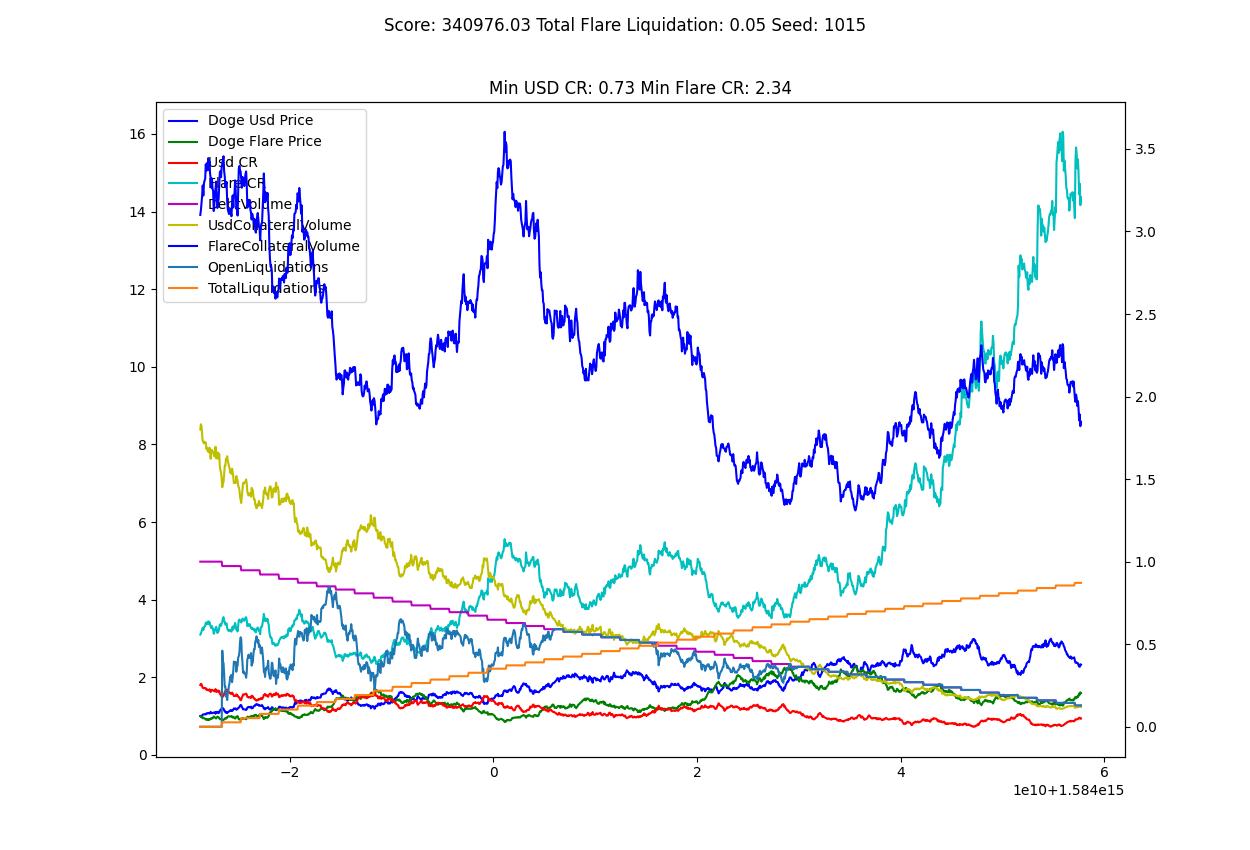 Score: 340976.03 Total Flare Liquidation: 0.05 Seed: 1015
Min USD CR: 0.73 Min Flare CR: 2.34
Doge Usd Price
Doge Flare Price
Usd CR
Flare CR
DebtVolume
UsdCollateralVolume
FlareCollateralVolume
OpenLiquidations
TotalLiquidations
16
14
12
10
8
6
4
2
0
3.5
3.0
2.5
2.0
1.5
1.0
0.5
0.0
−2 0 2 4 6
1e10+1.584e15